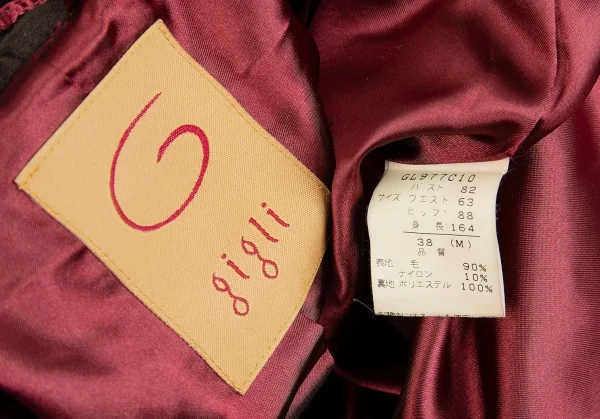 G
gigli
GL977C10
バスト 82
サイズ ウエスト 63
ヒップ 88
身長 164
38 (M)
品質
表地 毛 90%
ナイロン 10%
裏地 ポリエステル 100%